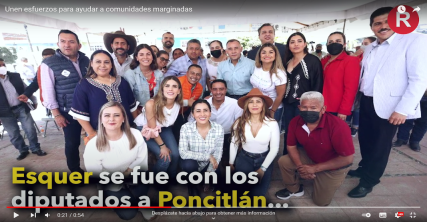 Unen esfuerzos para ayudar a comunidades marginadas
R
Esquer se fue con los
diputados a Poncitlán...
0:21 / 0:54
Desplázate hacia abajo para obtener más información